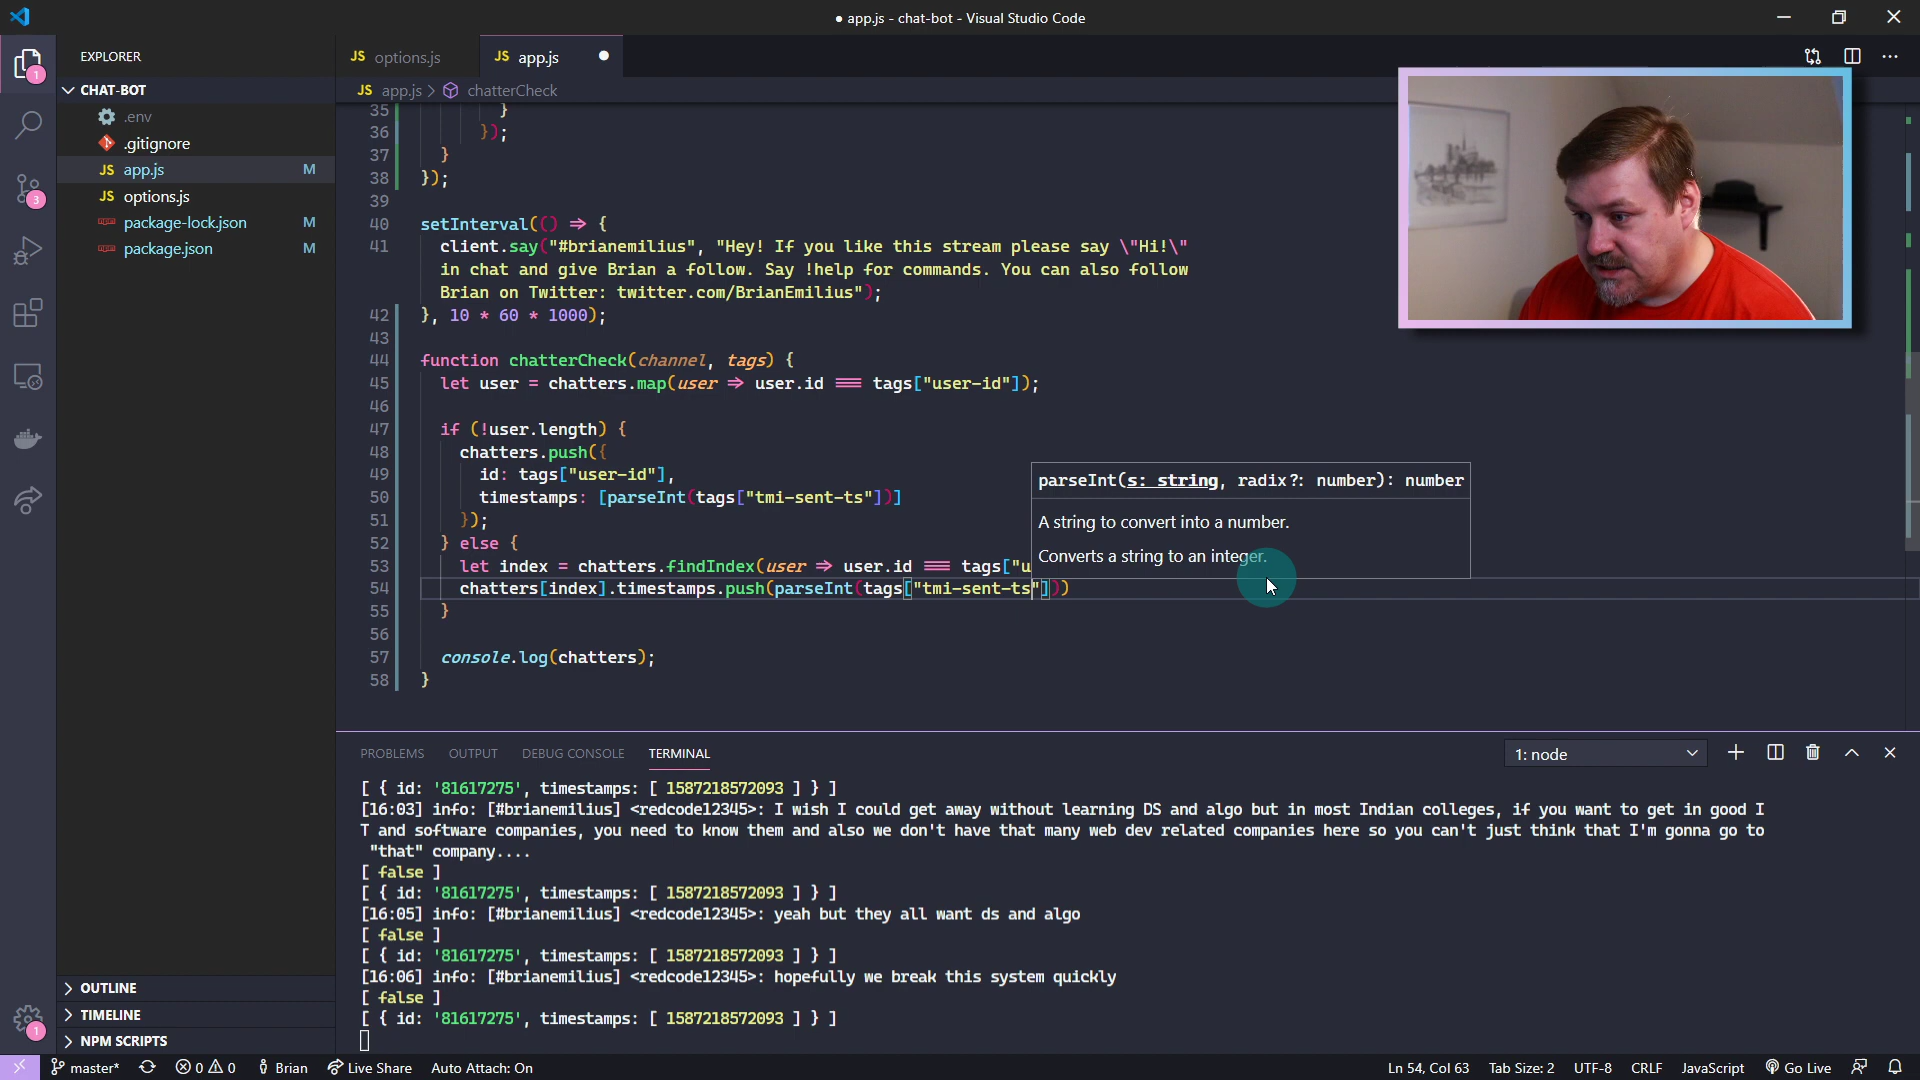 ● app.js - chat-bot - Visual Studio Code
EXPLORER
CHAT-BOT
.env
.gitignore
JS app.js M
JS options.js
package-lock.json M
package.json M
OUTLINE
TIMELINE
NPM SCRIPTS
1
3
1
JS options.js
JS app.js ●
JS app.js > chatterCheck
35 }
36 });
37 }
38 });
39
40 setInterval(() => {
41 client.say("#brianemilius", "Hey! If you like this stream please say \"Hi!\"
in chat and give Brian a follow. Say !help for commands. You can also follow
Brian on Twitter: twitter.com/BrianEmilius");
42 }, 10 * 60 * 1000);
43
44 function chatterCheck(channel, tags) {
45 let user = chatters.map(user => user.id === tags["user-id"]);
46
47 if (!user.length) {
48 chatters.push({
49 id: tags["user-id"],
50 timestamps: [parseInt(tags["tmi-sent-ts"])]
51 });
52 } else {
53 let index = chatters.findIndex(user => user.id === tags["u
54 chatters[index].timestamps.push(parseInt(tags["tmi-sent-ts"]))
55 }
56
57 console.log(chatters);
58 }
parseInt(s: string, radix?: number): number
A string to convert into a number.
Converts a string to an integer.
PROBLEMS OUTPUT DEBUG CONSOLE TERMINAL
1: node
[ { id: '81617275', timestamps: [ 1587218572093 ] } ]
[16:03] info: [#brianemilius] <redcode12345>: I wish I could get away without learning DS and algo but in most Indian colleges, if you want to get in good I
T and software companies, you need to know them and also we don't have that many web dev related companies here so you can't just think that I'm gonna go to
"that" company....
[ false ]
[ { id: '81617275', timestamps: [ 1587218572093 ] } ]
[16:05] info: [#brianemilius] <redcode12345>: yeah but they all want ds and algo
[ false ]
[ { id: '81617275', timestamps: [ 1587218572093 ] } ]
[16:06] info: [#brianemilius] <redcode12345>: hopefully we break this system quickly
[ false ]
[ { id: '81617275', timestamps: [ 1587218572093 ] } ]
master* 0 0 Brian Live Share Auto Attach: On Ln 54, Col 63 Tab Size: 2 UTF-8 CRLF JavaScript Go Live